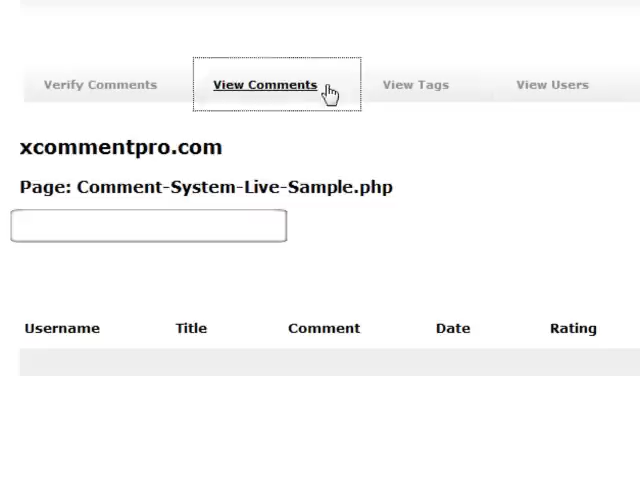 Verify Comments View Comments View Tags View Users
xcommentpro.com
Page: Comment-System-Live-Sample.php
Username Title Comment Date Rating